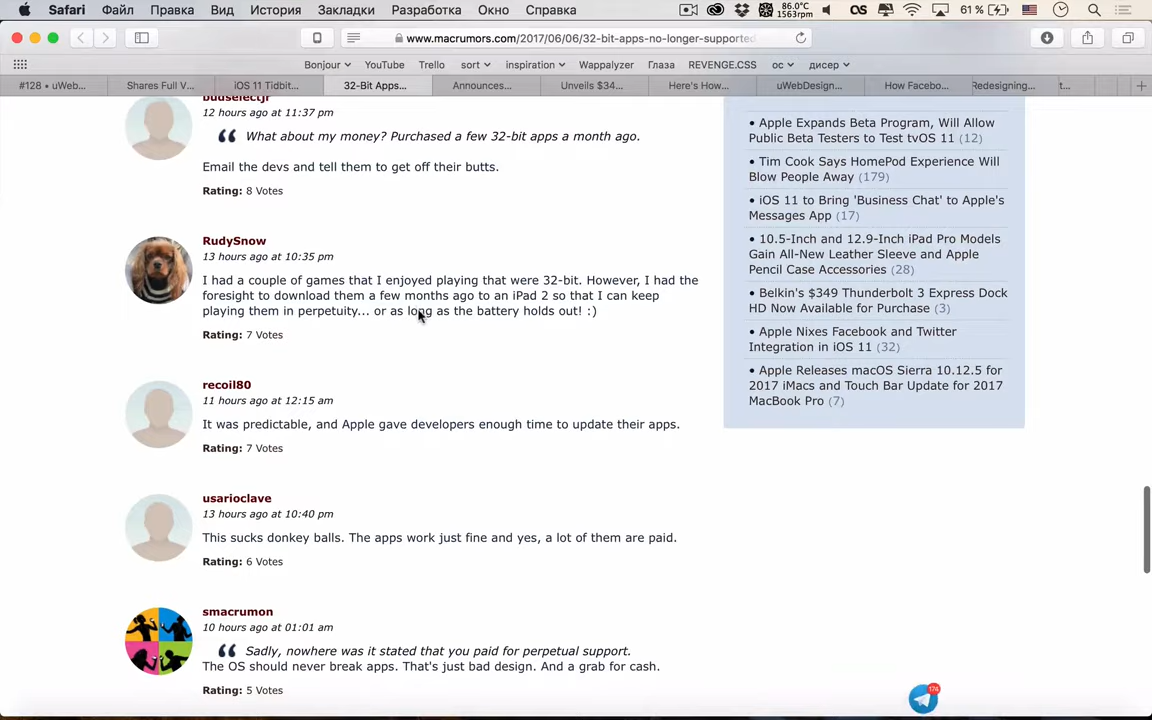 Safari Файл Правка Вид История Закладки Разработка Окно Справка 86.0°C 1563rpm OS 61 %
www.macrumors.com/2017/06/06/32-bit-apps-no-longer-supported
Bonjour YouTube Trello sort inspiration Wappalyzer Глаза REVENGE.CSS ос дисер
#128 • uWeb... Shares Full V... iOS 11 Tidbit... 32-Bit Apps... Announces... Unveils $34... Here's How... uWebDesign... How Facebo... Redesigning... t...
budselectjr
12 hours ago at 11:37 pm
What about my money? Purchased a few 32-bit apps a month ago.
Email the devs and tell them to get off their butts.
Rating: 8 Votes
RudySnow
13 hours ago at 10:35 pm
I had a couple of games that I enjoyed playing that were 32-bit. However, I had the
foresight to download them a few months ago to an iPad 2 so that I can keep
playing them in perpetuity... or as long as the battery holds out! :)
Rating: 7 Votes
recoil80
11 hours ago at 12:15 am
It was predictable, and Apple gave developers enough time to update their apps.
Rating: 7 Votes
usarioclave
13 hours ago at 10:40 pm
This sucks donkey balls. The apps work just fine and yes, a lot of them are paid.
Rating: 6 Votes
smacrumon
10 hours ago at 01:01 am
Sadly, nowhere was it stated that you paid for perpetual support.
The OS should never break apps. That's just bad design. And a grab for cash.
Rating: 5 Votes
• Apple Expands Beta Program, Will Allow
Public Beta Testers to Test tvOS 11 (12)
• Tim Cook Says HomePod Experience Will
Blow People Away (179)
• iOS 11 to Bring 'Business Chat' to Apple's
Messages App (17)
• 10.5-Inch and 12.9-Inch iPad Pro Models
Gain All-New Leather Sleeve and Apple
Pencil Case Accessories (28)
• Belkin's $349 Thunderbolt 3 Express Dock
HD Now Available for Purchase (3)
• Apple Nixes Facebook and Twitter
Integration in iOS 11 (32)
• Apple Releases macOS Sierra 10.12.5 for
2017 iMacs and Touch Bar Update for 2017
MacBook Pro (7)
176